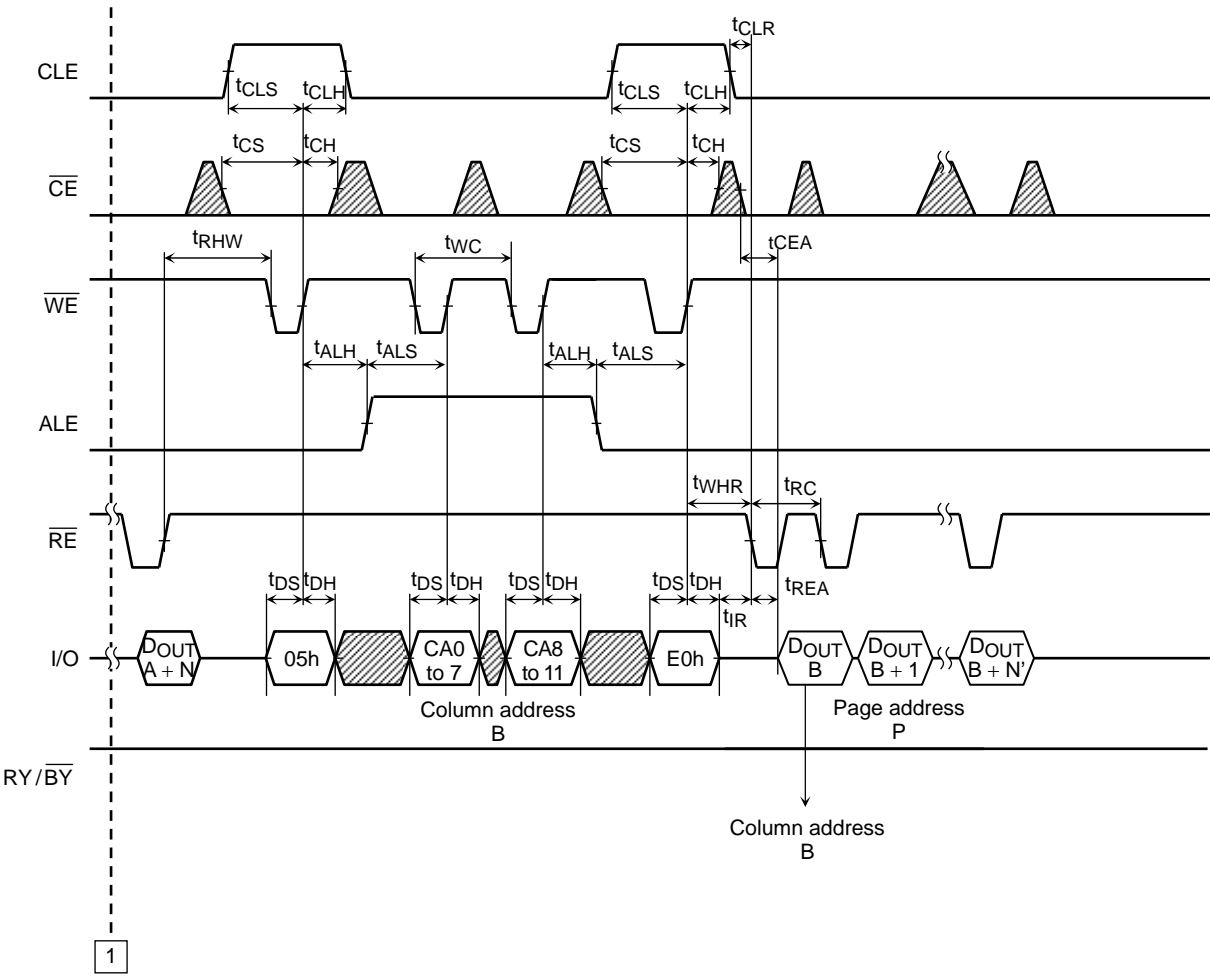 tCLR
CLE
tCLS tCLH tCLS tCLH
tCS tCH tCS tCH
CE
tRHW tWC tCEA
WE
tALH tALS tALH tALS
ALE
tWHR tRC
RE
tDS tDH tDS tDH tDS tDH tDS tDH tREA
tIR
I/O
DOUT
A + N
05h
CA0
to 7
CA8
to 11
E0h
DOUT
B
DOUT
B + 1
DOUT
B + N'
Column address
B
Page address
P
RY/BY
Column address
B
1